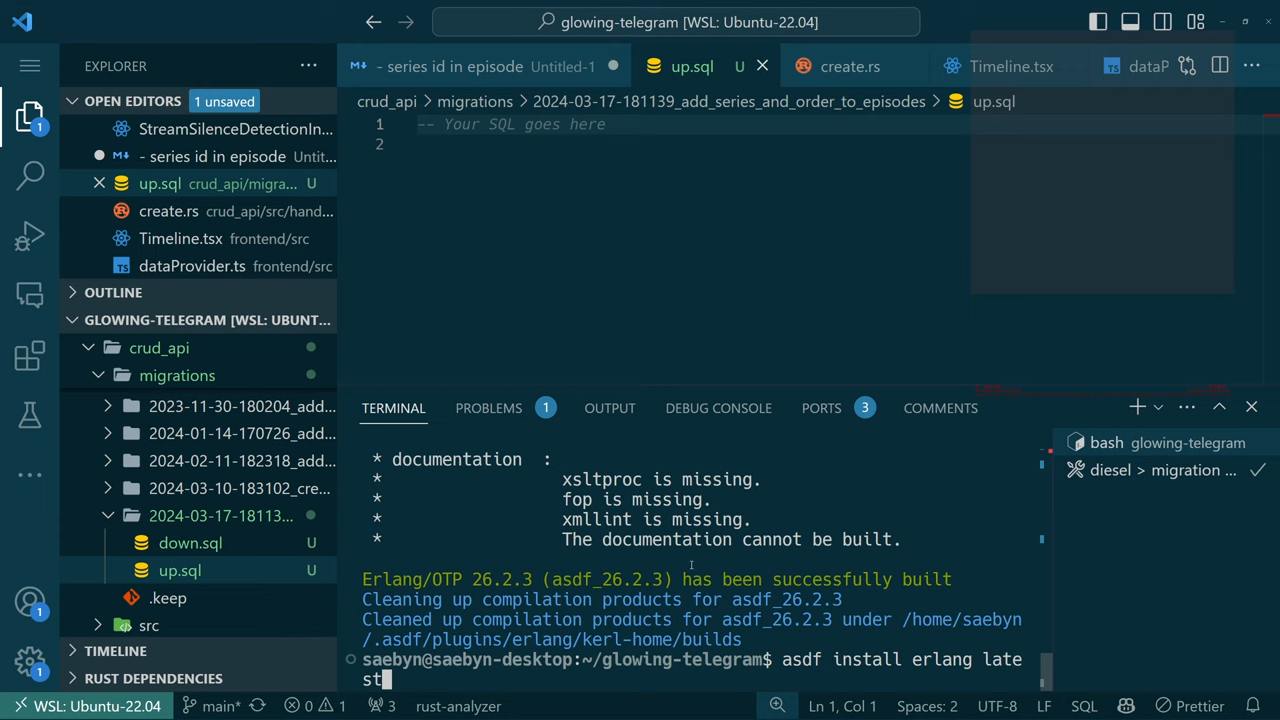 glowing-telegram [WSL: Ubuntu-22.04]
EXPLORER
- series id in episode Untitled-1
up.sql U
create.rs
Timeline.tsx
dataP
OPEN EDITORS 1 unsaved
crud_api > migrations > 2024-03-17-181139_add_series_and_order_to_episodes > up.sql
1 -- Your SQL goes here
2
StreamSilenceDetectionIn...
- series id in episode Untit...
up.sql crud_api/migra... U
create.rs crud_api/src/hand...
Timeline.tsx frontend/src
dataProvider.ts frontend/src
OUTLINE
GLOWING-TELEGRAM [WSL: UBUNT...
crud_api
migrations
2023-11-30-180204_add...
2024-01-14-170726_add...
2024-02-11-182318_add...
2024-03-10-183102_cre...
2024-03-17-18113...
down.sql U
up.sql U
.keep
src
TIMELINE
RUST DEPENDENCIES
1
1
1
TERMINAL PROBLEMS 1 OUTPUT DEBUG CONSOLE PORTS 3 COMMENTS
* documentation :
* xsltproc is missing.
* fop is missing.
* xmllint is missing.
* The documentation cannot be built.
Erlang/OTP 26.2.3 (asdf_26.2.3) has been successfully built
Cleaning up compilation products for asdf_26.2.3
Cleaned up compilation products for asdf_26.2.3 under /home/saebyn
/.asdf/plugins/erlang/kerl-home/builds
saebyn@saebyn-desktop:~/glowing-telegram$ asdf install erlang late
st
bash glowing-telegram
diesel > migration ...
WSL: Ubuntu-22.04 main* 0 1 3 rust-analyzer Ln 1, Col 1 Spaces: 2 UTF-8 LF SQL Prettier